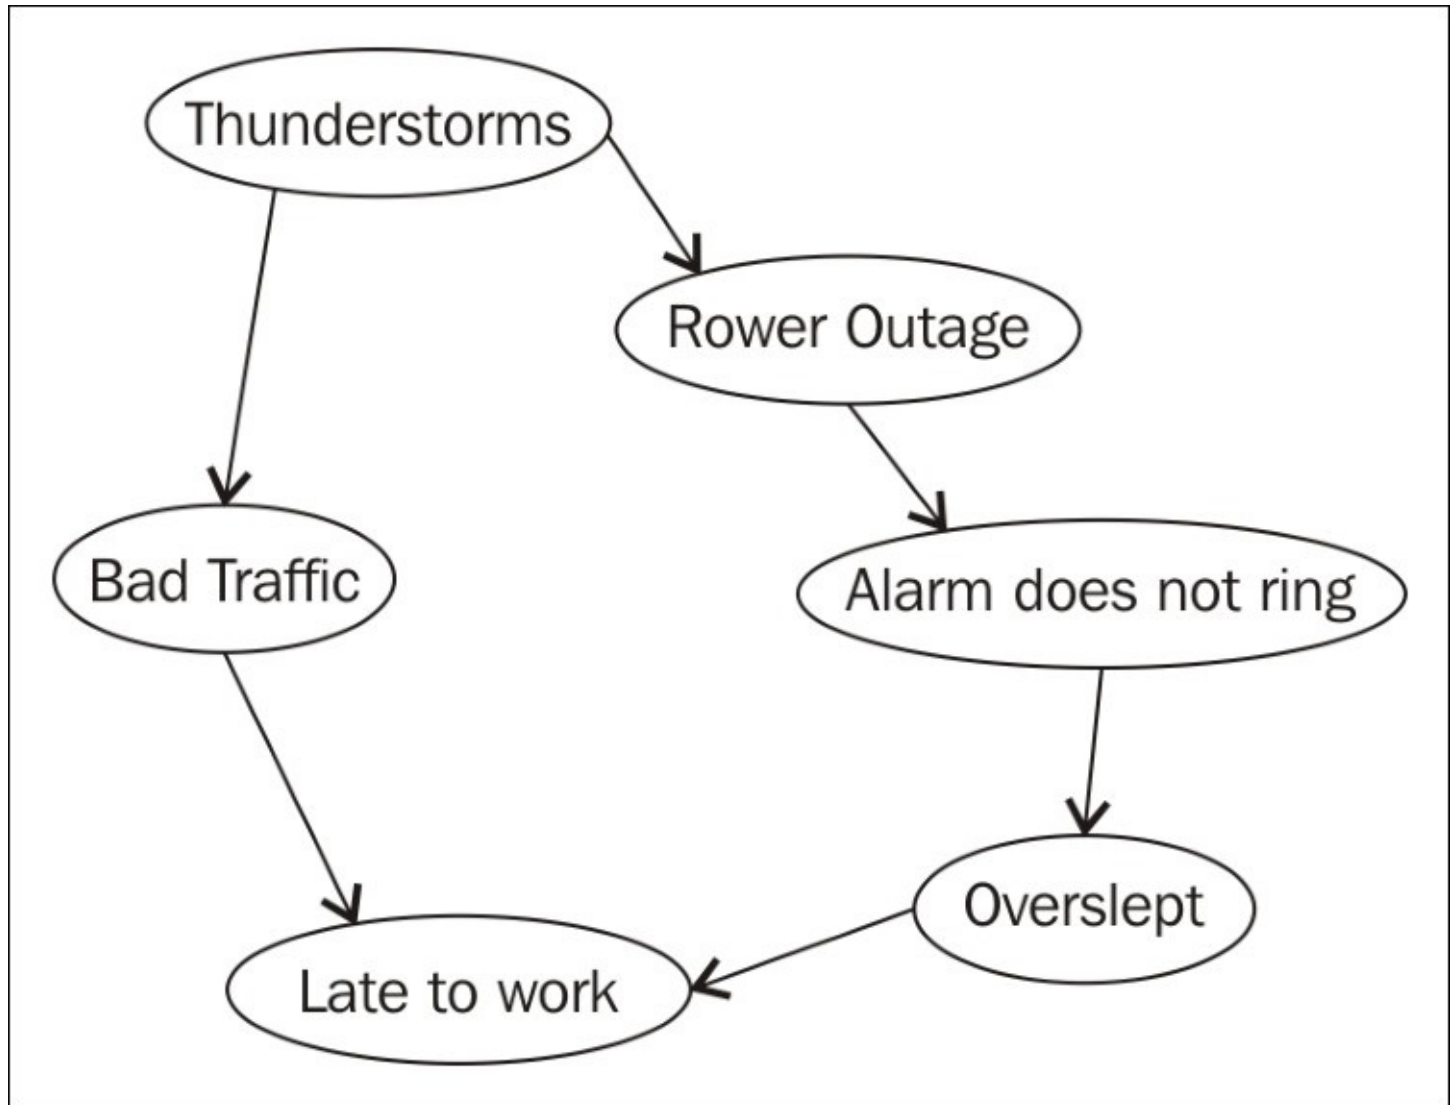 Thunderstorms
Rower Outage
Bad Traffic
Alarm does not ring
Overslept
Late to work